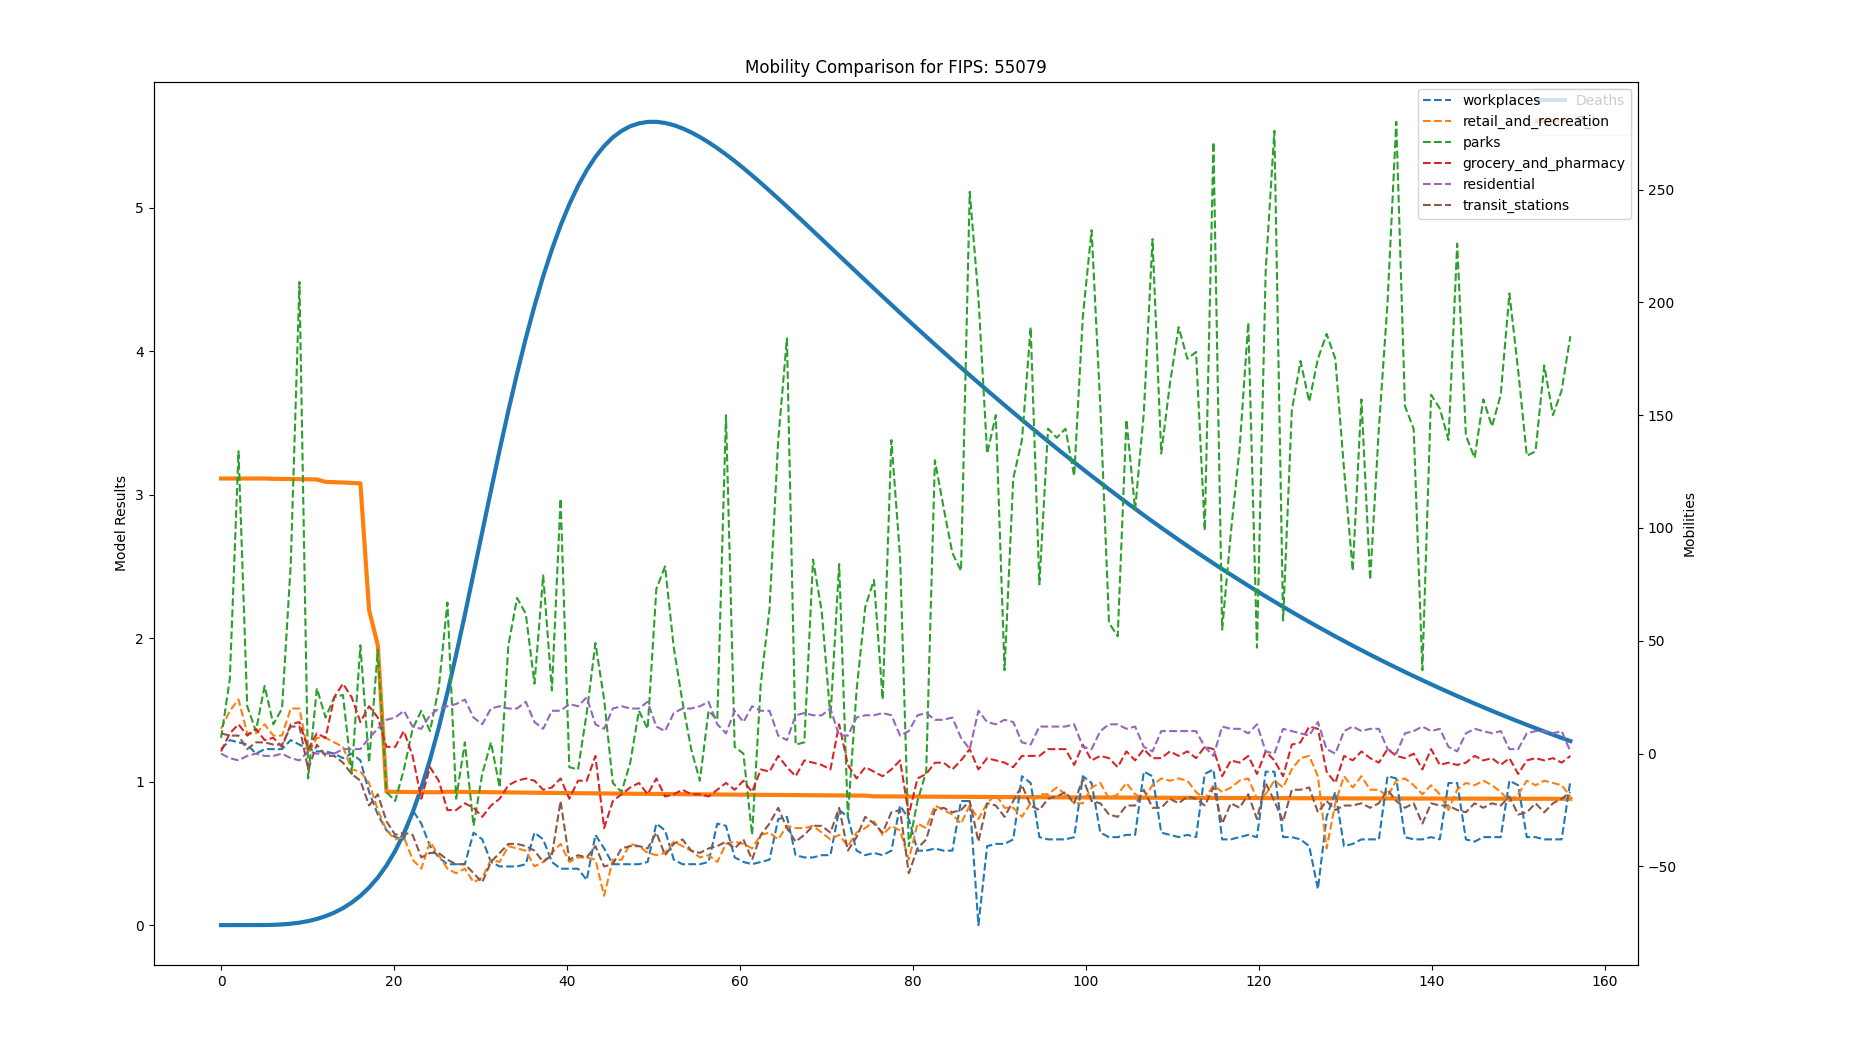 Mobility Comparison for FIPS: 55079
workplaces
Deaths
retail_and_recreation
parks
grocery_and_pharmacy
residential
transit_stations
Model Results
5
4
3
2
1
0
Mobilities
250
200
150
100
50
0
−50
0 20 40 60 80 100 120 140 160